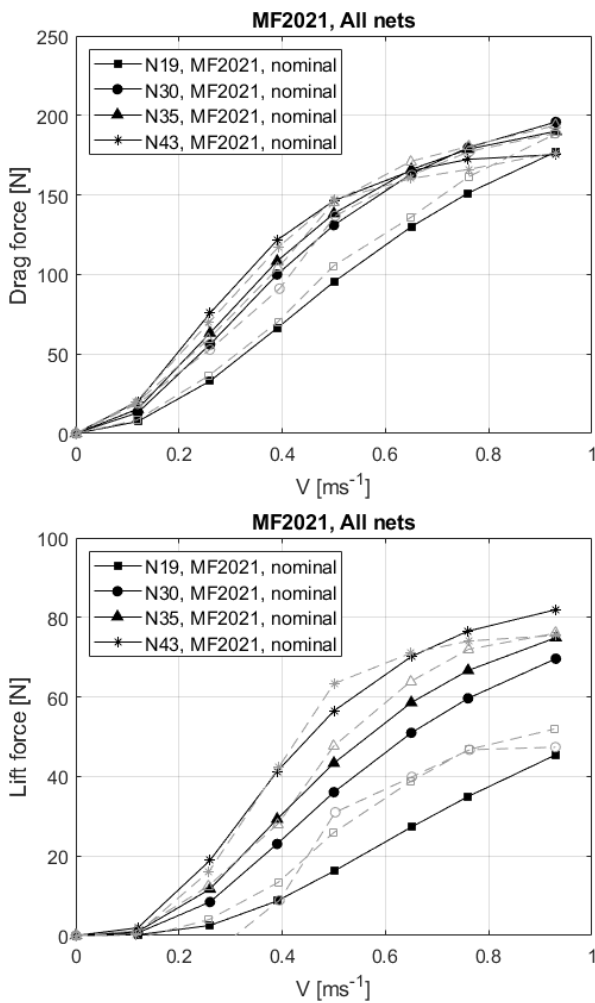 MF2021, All nets
250
200
150
100
50
0
Drag force [N]
N19, MF2021, nominal
N30, MF2021, nominal
N35, MF2021, nominal
N43, MF2021, nominal
0 0.2 0.4 0.6 0.8 1
V [ms⁻¹]
MF2021, All nets
100
80
60
40
20
0
Lift force [N]
N19, MF2021, nominal
N30, MF2021, nominal
N35, MF2021, nominal
N43, MF2021, nominal
0 0.2 0.4 0.6 0.8 1
V [ms⁻¹]